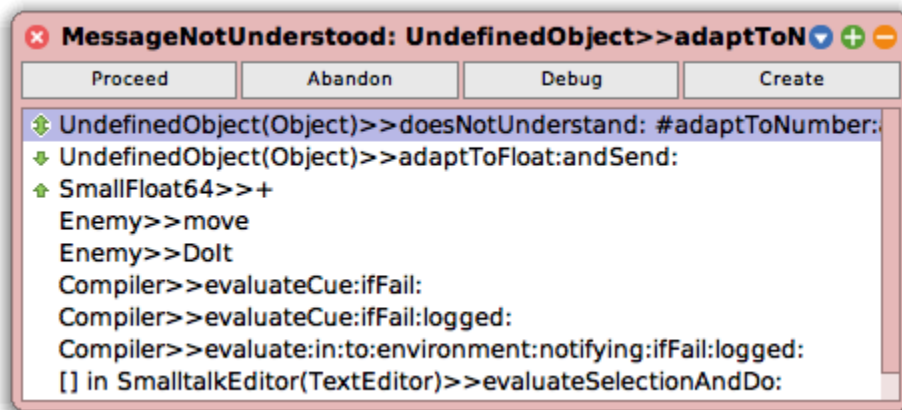 MessageNotUnderstood: UndefinedObject>>adaptToN
Proceed Abandon Debug Create
UndefinedObject(Object)>>doesNotUnderstand: #adaptToNumber:a
UndefinedObject(Object)>>adaptToFloat:andSend:
SmallFloat64>>+
Enemy>>move
Enemy>>DoIt
Compiler>>evaluateCue:ifFail:
Compiler>>evaluateCue:ifFail:logged:
Compiler>>evaluate:in:to:environment:notifying:ifFail:logged:
[] in SmalltalkEditor(TextEditor)>>evaluateSelectionAndDo: